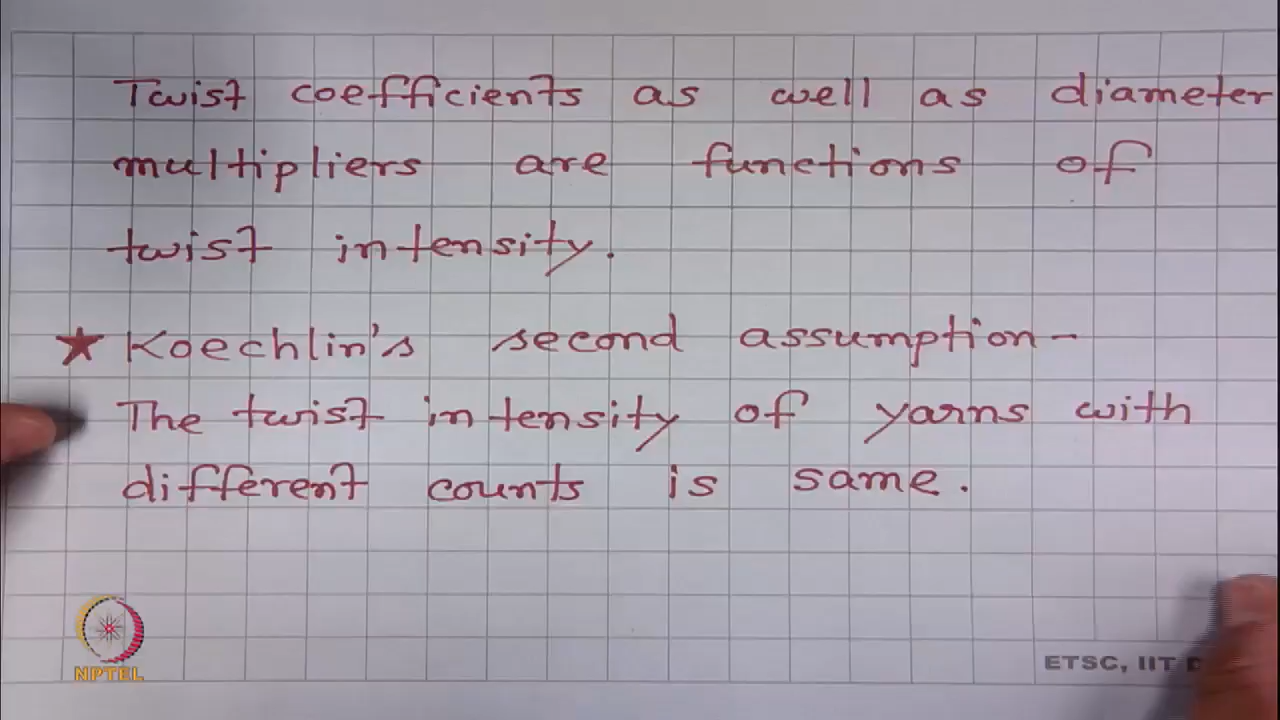 Twist coefficients as well as diameter
multipliers are functions of
twist intensity.
★ Koechlin's second assumption-
The twist intensity of yarns with
different counts is same.
NPTEL
ETSC, IIT